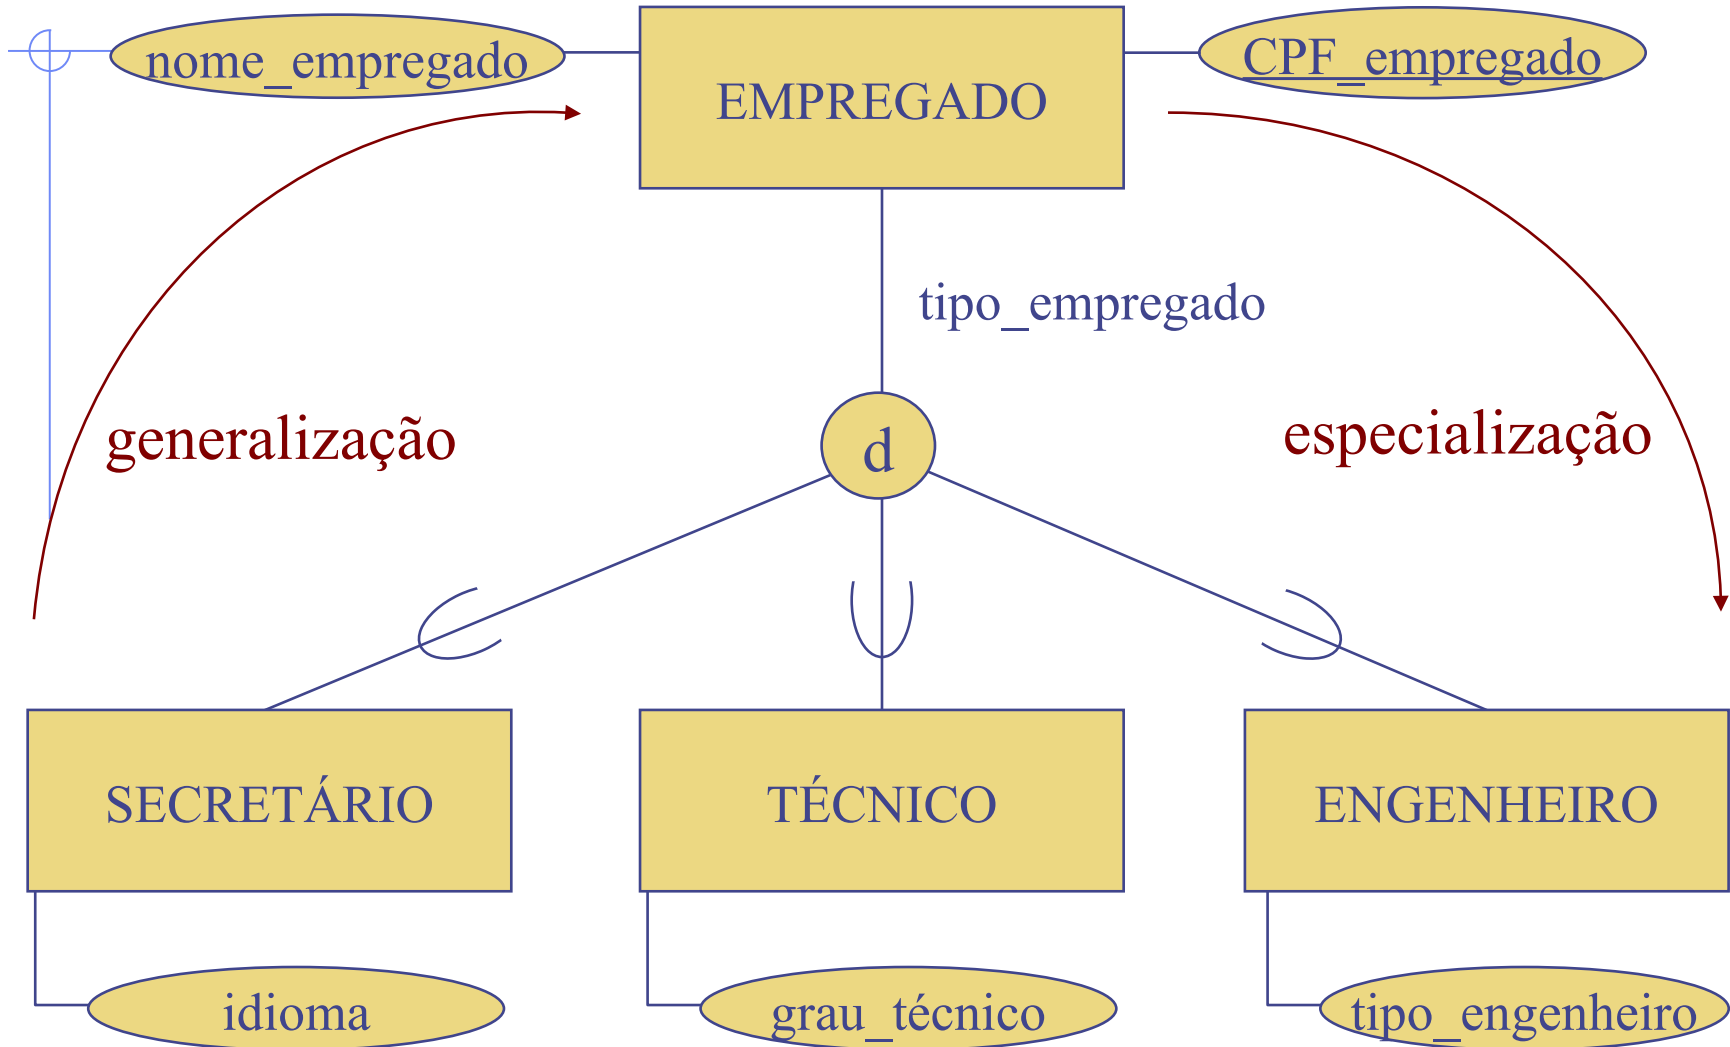 nome_empregado
EMPREGADO
CPF_empregado
tipo_empregado
generalização
d
especialização
SECRETÁRIO
TÉCNICO
ENGENHEIRO
idioma
grau_técnico
tipo_engenheiro